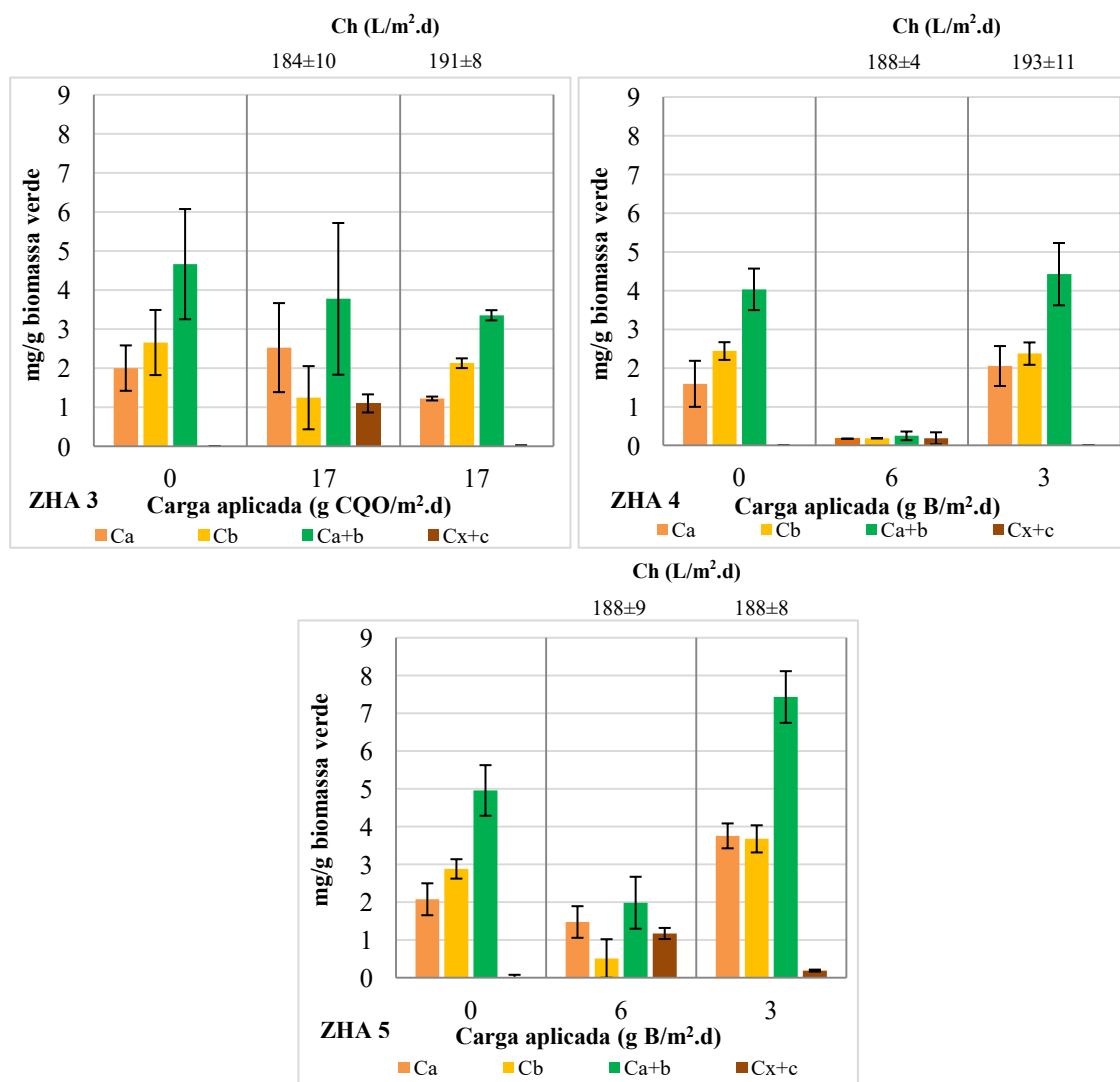 Ch (L/m².d)
184±10 191±8
9
8
7
6
5
4
3
2
1
0
mg/g biomassa verde
0 17 17
ZHA 3 Carga aplicada (g CQO/m².d)
Ca Cb Ca+b Cx+c
Ch (L/m².d)
188±4 193±11
9
8
7
6
5
4
3
2
1
0
mg/g biomassa verde
0 6 3
ZHA 4 Carga aplicada (g B/m².d)
Ca Cb Ca+b Cx+c
Ch (L/m².d)
188±9 188±8
9
8
7
6
5
4
3
2
1
0
mg/g biomassa verde
0 6 3
ZHA 5 Carga aplicada (g B/m².d)
Ca Cb Ca+b Cx+c